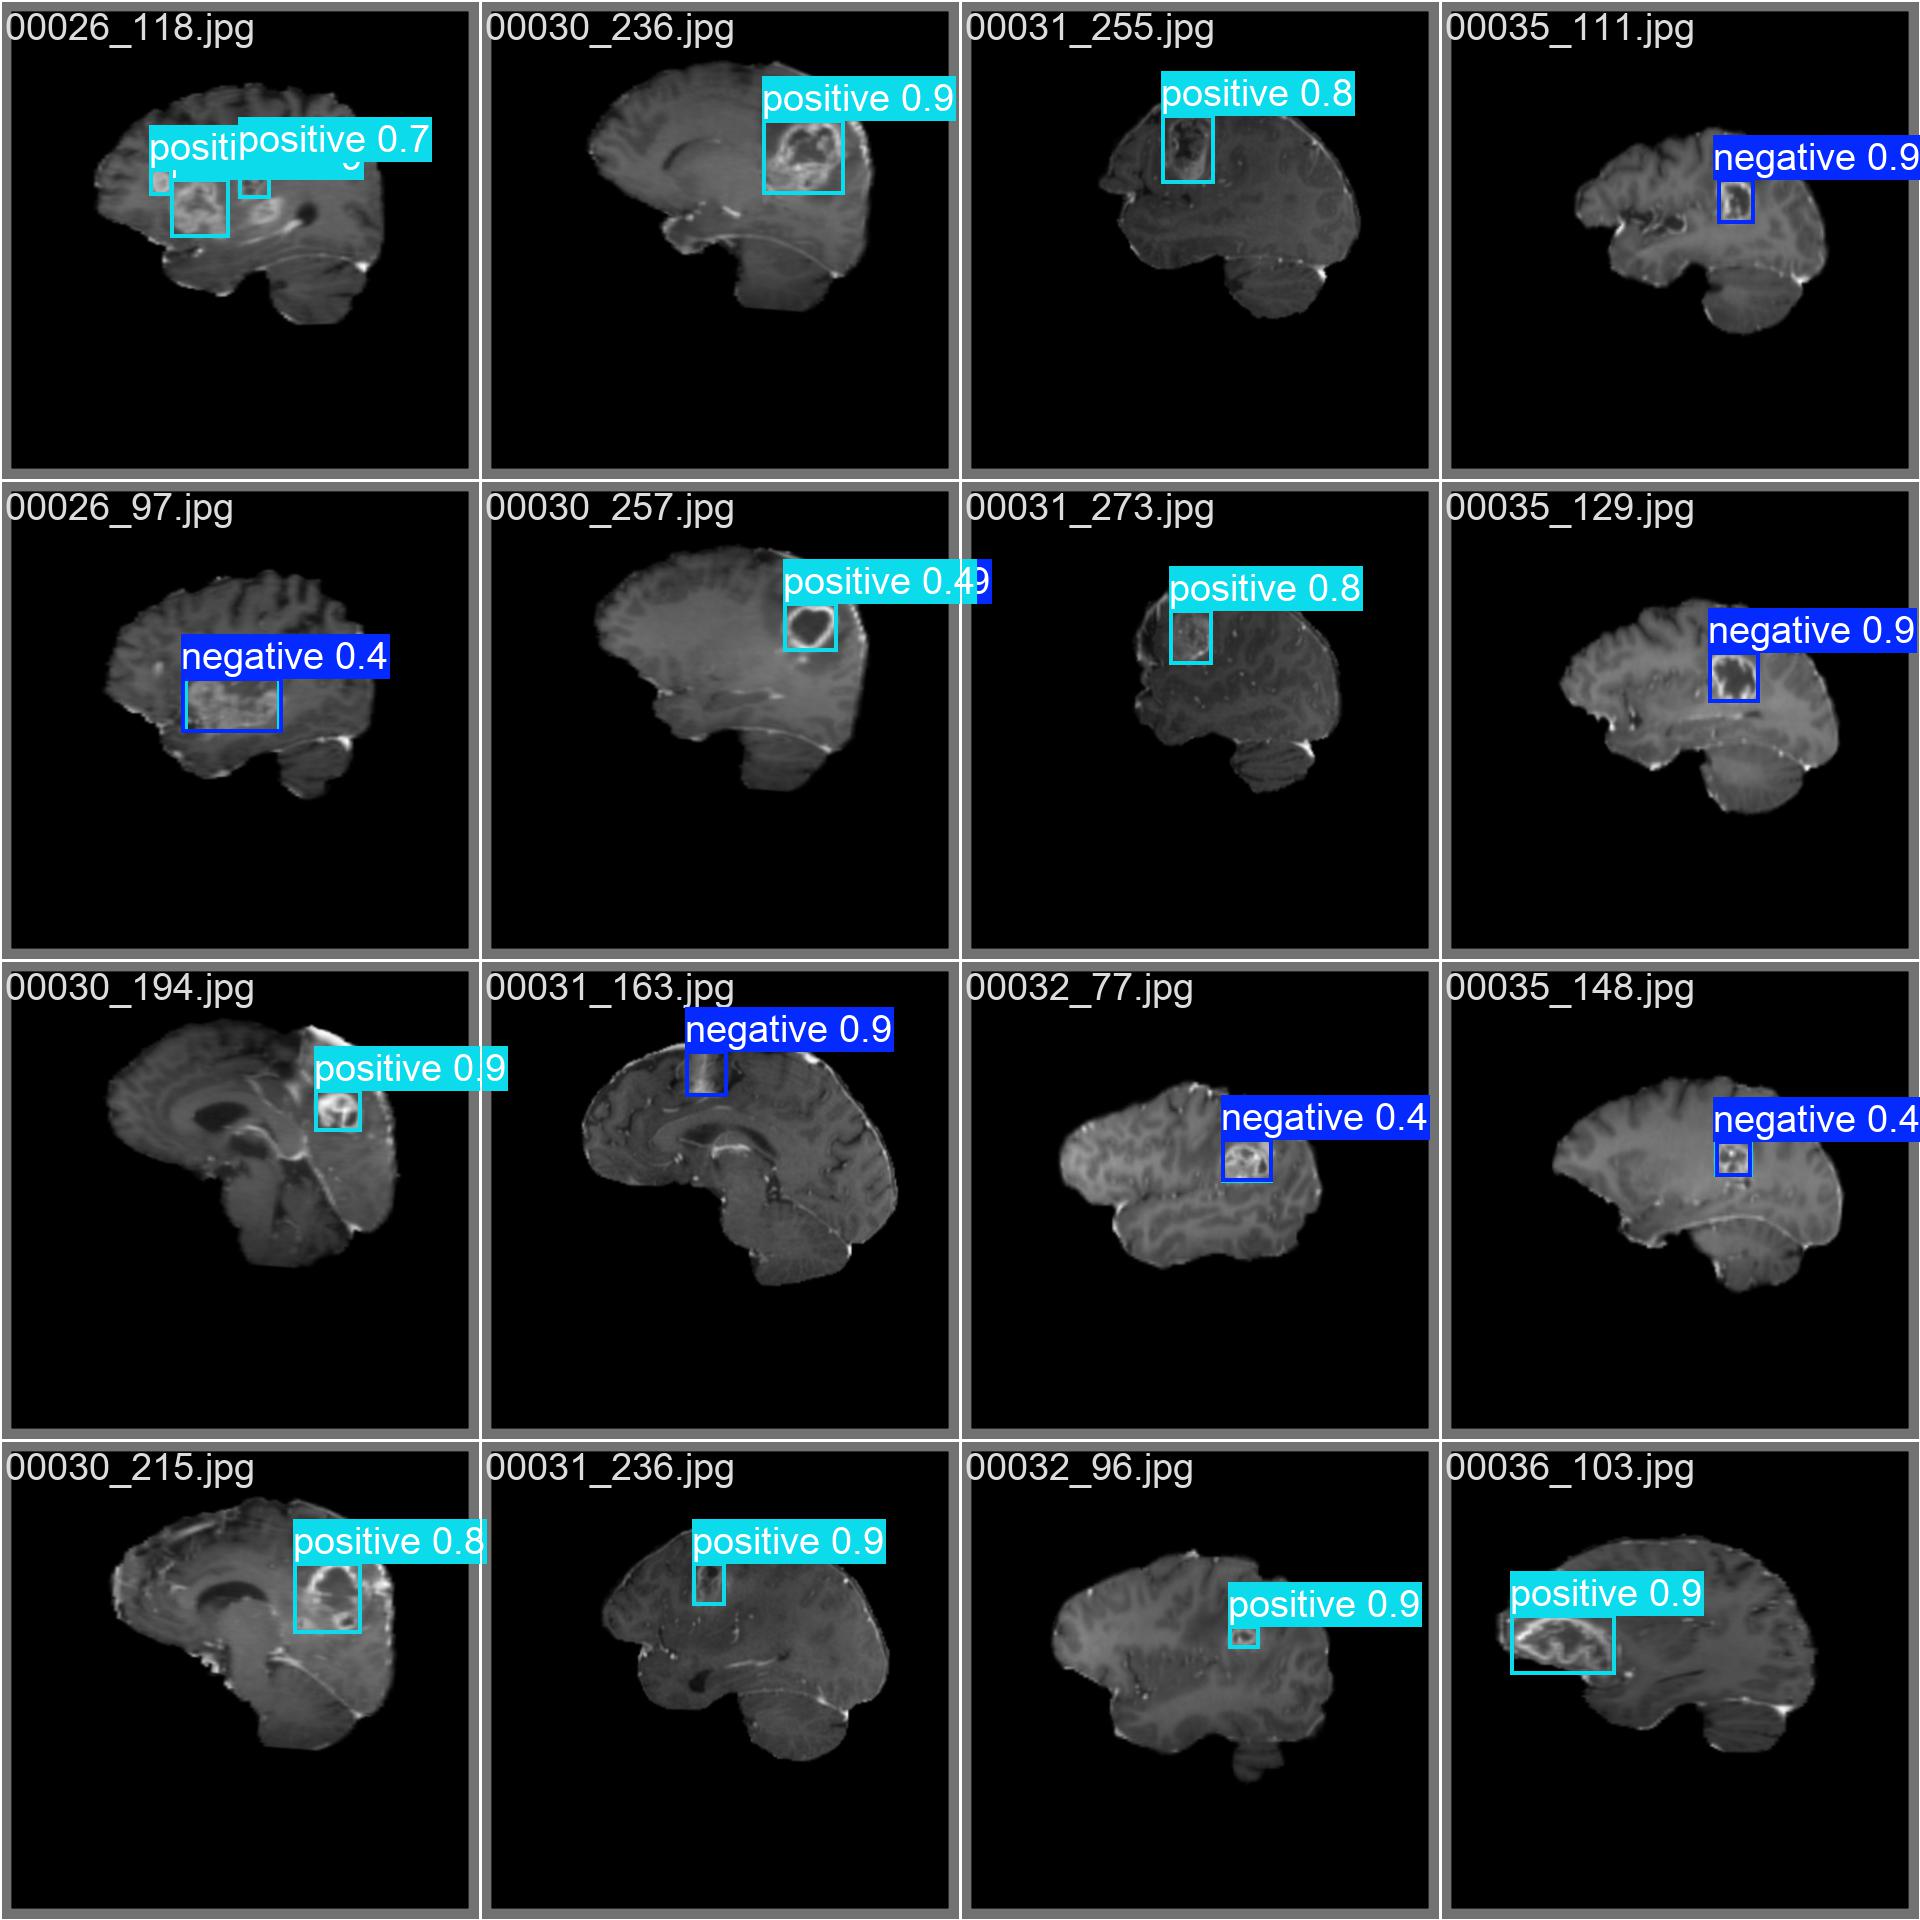 00026_118.jpg
positi
positive 0.7
00030_236.jpg
positive 0.9
00031_255.jpg
positive 0.8
00035_111.jpg
negative 0.9
00026_97.jpg
negative 0.4
00030_257.jpg
positive 0.4
9
00031_273.jpg
positive 0.8
00035_129.jpg
negative 0.9
00030_194.jpg
positive 0.9
00031_163.jpg
negative 0.9
00032_77.jpg
negative 0.4
00035_148.jpg
negative 0.4
00030_215.jpg
positive 0.8
00031_236.jpg
positive 0.9
00032_96.jpg
positive 0.9
00036_103.jpg
positive 0.9